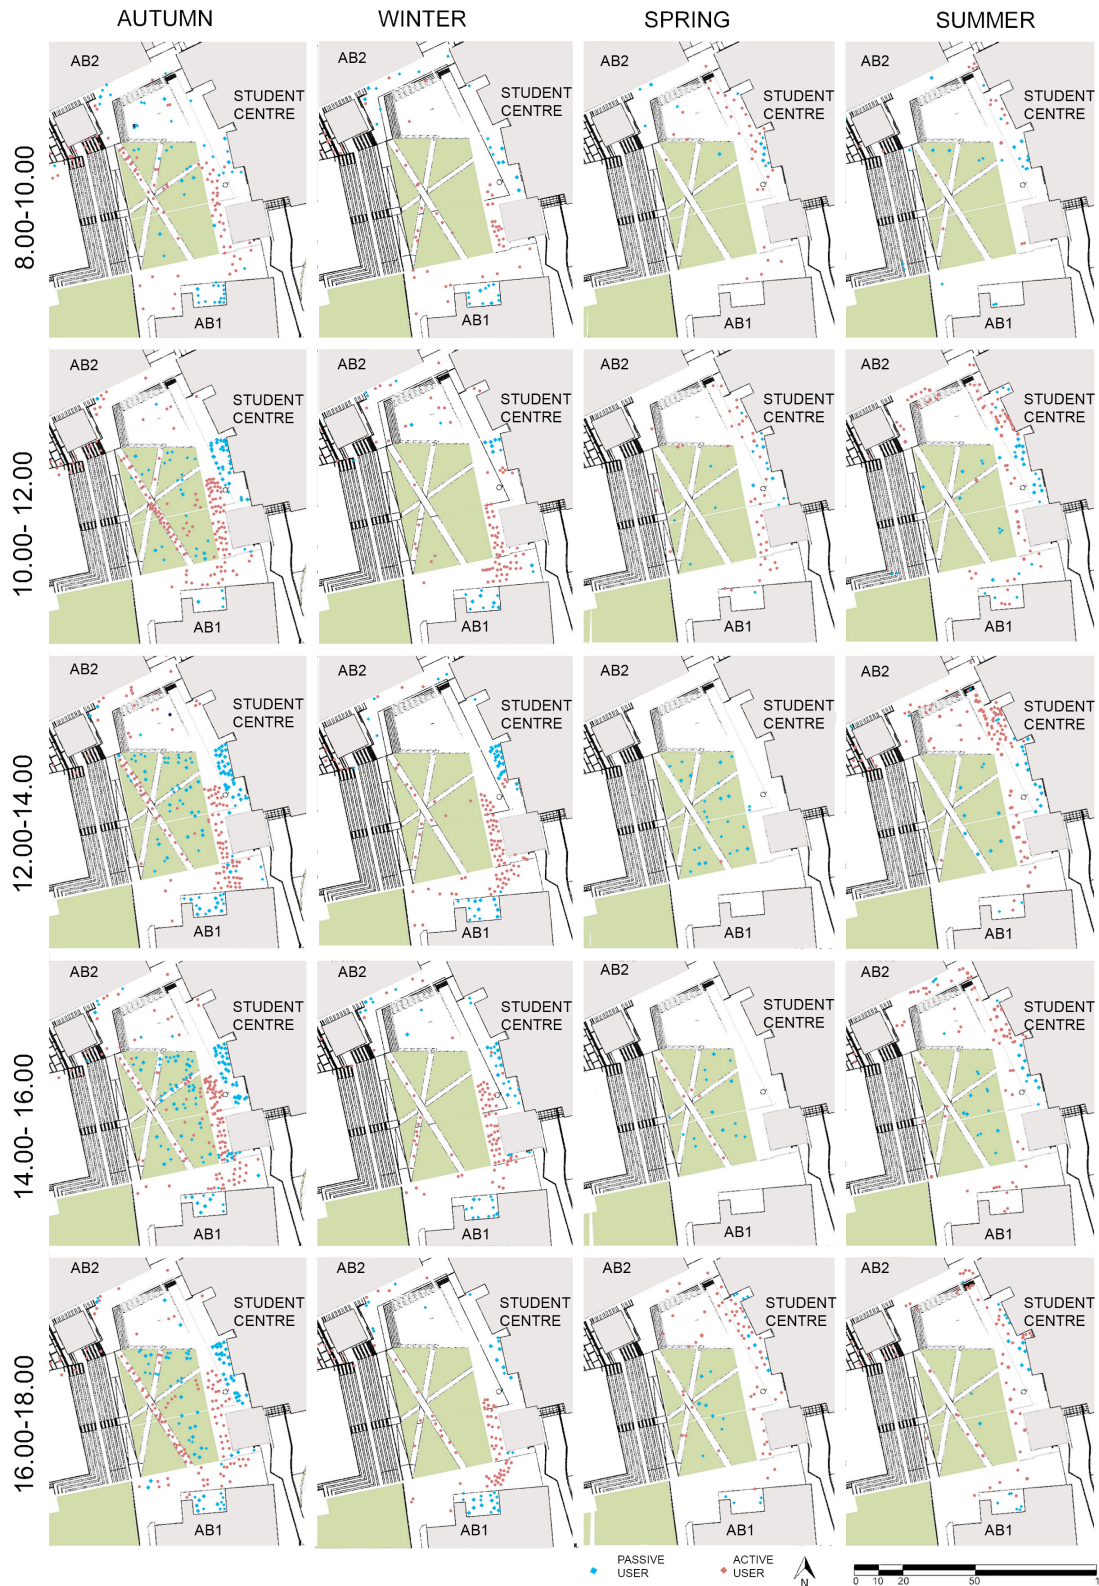 AUTUMN WINTER SPRING SUMMER
8.00-10.00
AB2 AB2 AB2 AB2
STUDENT CENTRE STUDENT CENTRE STUDENT CENTRE STUDENT CENTRE
AB1 AB1 AB1 AB1
10.00- 12.00
AB2 AB2 AB2 AB2
STUDENT CENTRE STUDENT CENTRE STUDENT CENTRE STUDENT CENTRE
AB1 AB1 AB1 AB1
12.00-14.00
AB2 AB2 AB2 AB2
STUDENT CENTRE STUDENT CENTRE STUDENT CENTRE STUDENT CENTRE
AB1 AB1 AB1 AB1
14.00- 16.00
AB2 AB2 AB2 AB2
STUDENT CENTRE STUDENT CENTRE STUDENT CENTRE STUDENT CENTRE
AB1 AB1 AB1 AB1
16.00-18.00
AB2 AB2 AB2 AB2
STUDENT CENTRE STUDENT CENTRE STUDENT CENTRE STUDENT CENTRE
AB1 AB1 AB1 AB1
PASSIVE USER
ACTIVE USER
N
0 10 20 50 1